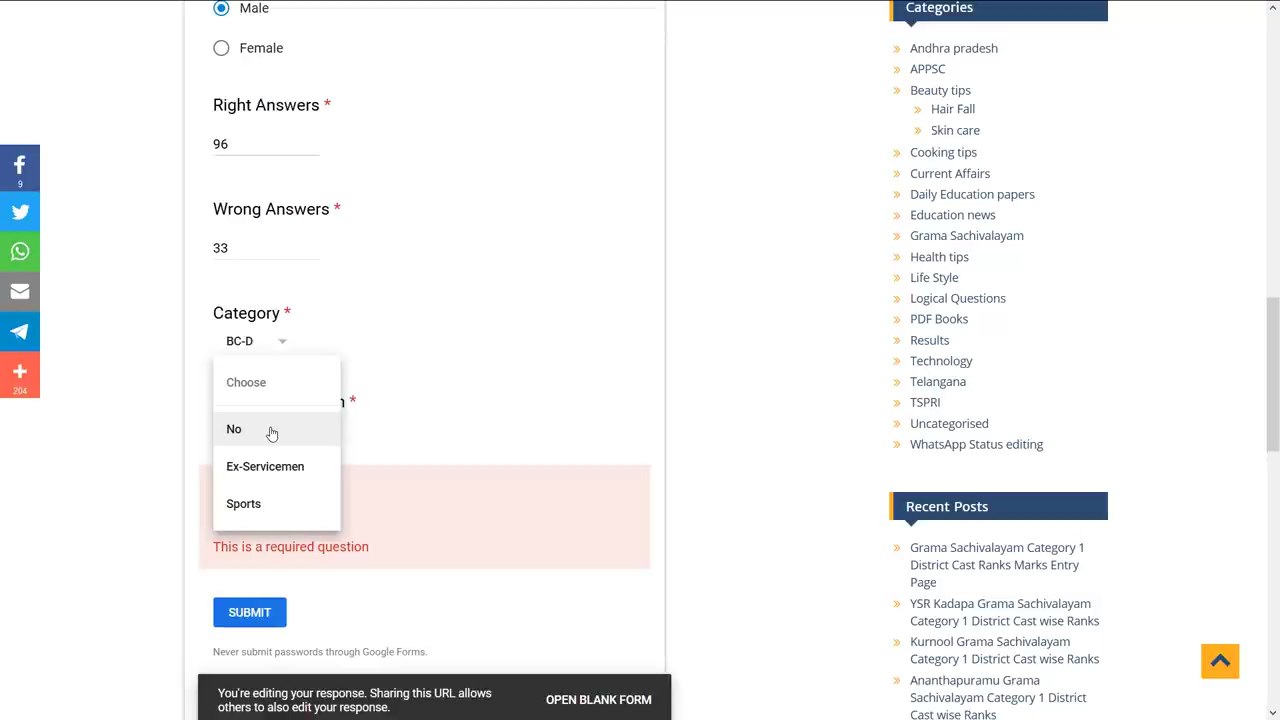 Male
Female
Right Answers *
96
Wrong Answers *
33
Category *
BC-D
Choose
*
No
Ex-Servicemen
Sports
This is a required question
SUBMIT
Never submit passwords through Google Forms.
You're editing your response. Sharing this URL allows
others to also edit your response.
OPEN BLANK FORM
9
204
Categories
Andhra pradesh
APPSC
Beauty tips
Hair Fall
Skin care
Cooking tips
Current Affairs
Daily Education papers
Education news
Grama Sachivalayam
Health tips
Life Style
Logical Questions
PDF Books
Results
Technology
Telangana
TSPRI
Uncategorised
WhatsApp Status editing
Recent Posts
Grama Sachivalayam Category 1
District Cast Ranks Marks Entry
Page
YSR Kadapa Grama Sachivalayam
Category 1 District Cast wise Ranks
Kurnool Grama Sachivalayam
Category 1 District Cast wise Ranks
Ananthapuramu Grama
Sachivalayam Category 1 District
Cast wise Ranks